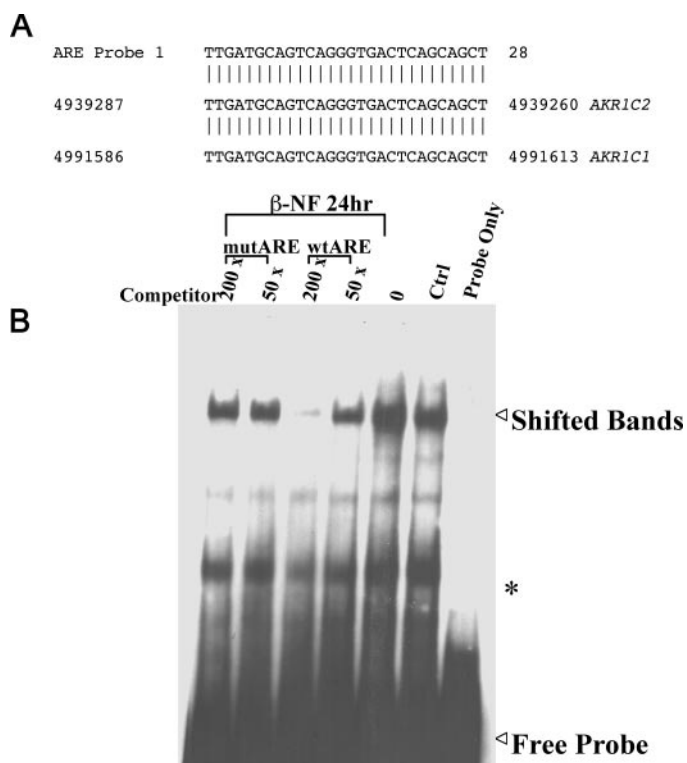 A
ARE Probe 1 TTGATGCAGTCAGGGTGACTCAGCAGCT 28
4939287 TTGATGCAGTCAGGGTGACTCAGCAGCT 4939260 AKR1C2
4991586 TTGATGCAGTCAGGGTGACTCAGCAGCT 4991613 AKR1C1
β-NF 24hr
mutARE wtARE
Competitor 200 x 50 x 200 x 50 x 0 Ctrl Probe Only
B
Shifted Bands
*
Free Probe